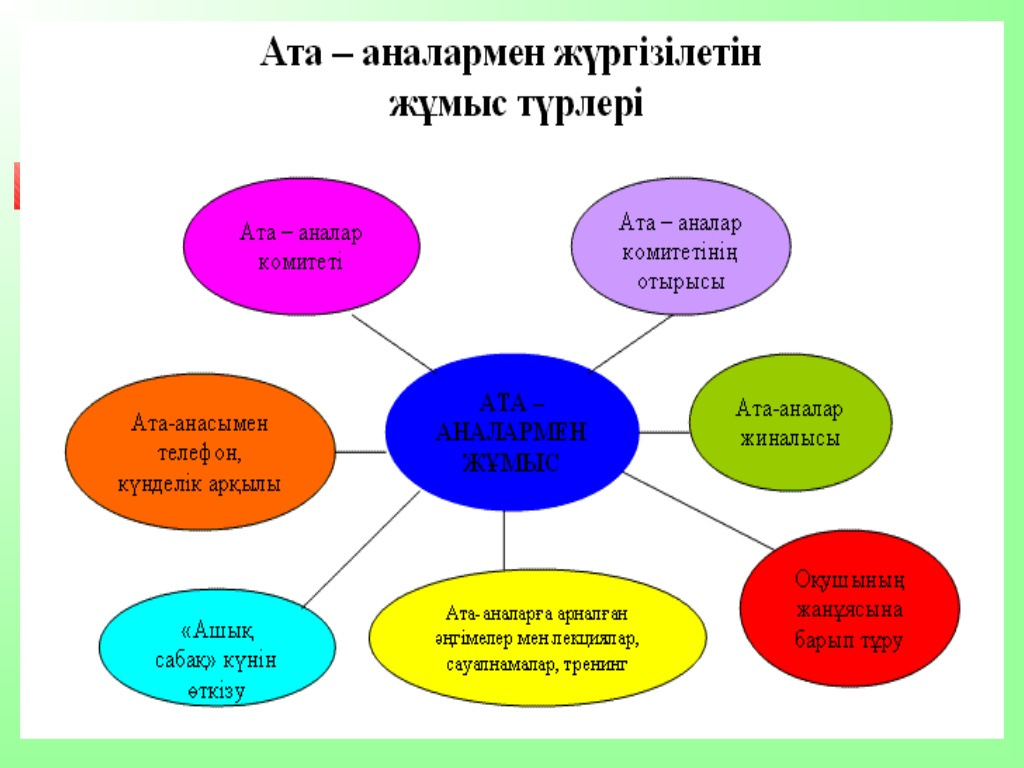 Ата – аналармен жүргізілетін
жұмыс түрлері
Ата – аналар
комитеті
Ата – аналар
комитетінің
отырысы
Ата-анасымен
телефон,
күнделік арқылы
АТА –
АНАЛАРМЕН
ЖҰМЫС
Ата-аналар
жиналысы
«Ашық
сабақ» күнін
өткізу
Ата-аналарға арналған
әңгімелер мен лекциялар,
сауалнамалар, тренинг
Оқушының
жанұясына
барып тұру